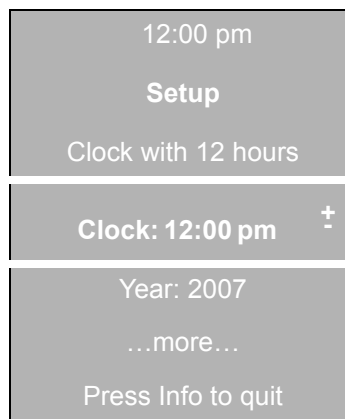 12:00 pm
Setup
Clock with 12 hours
Clock: 12:00 pm +
-
Year: 2007
…more…
Press Info to quit